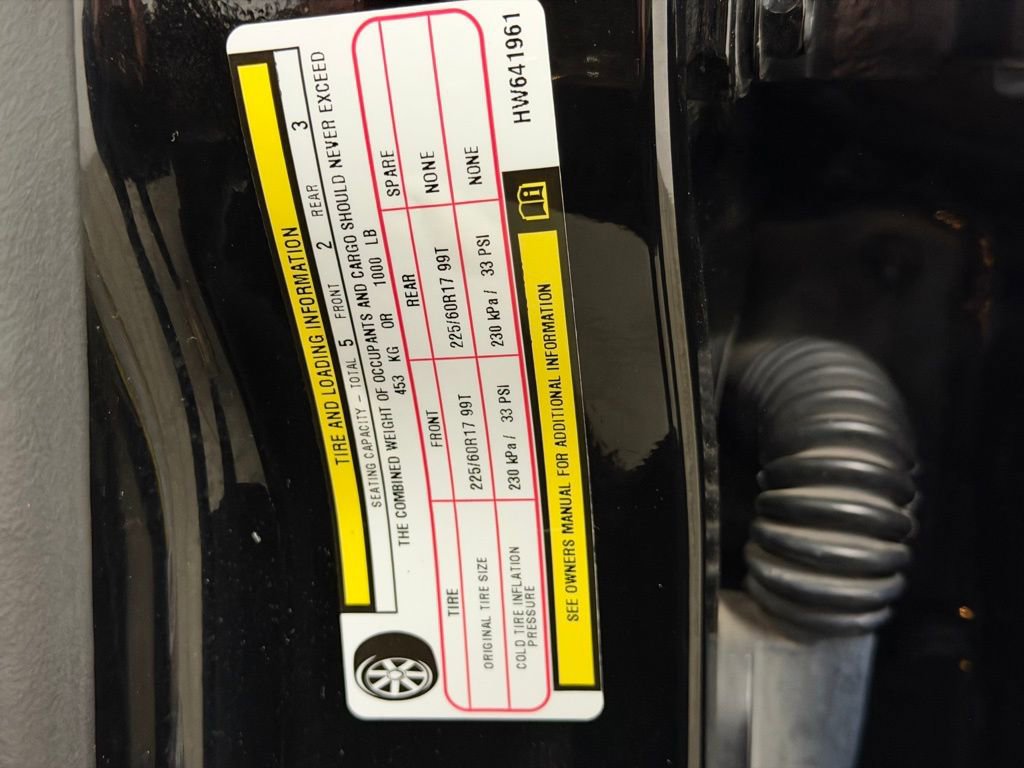 TIRE AND LOADING INFORMATION
SEATING CAPACITY – TOTAL 5 FRONT 2 REAR 3
THE COMBINED WEIGHT OF OCCUPANTS AND CARGO SHOULD NEVER EXCEED
453 KG OR 1000 LB
TIRE FRONT REAR SPARE
ORIGINAL TIRE SIZE 225/60R17 99T 225/60R17 99T NONE
COLD TIRE INFLATION
PRESSURE 230 kPa/ 33 PSI 230 kPa/ 33 PSI NONE
SEE OWNERS MANUAL FOR ADDITIONAL INFORMATION
HW641961